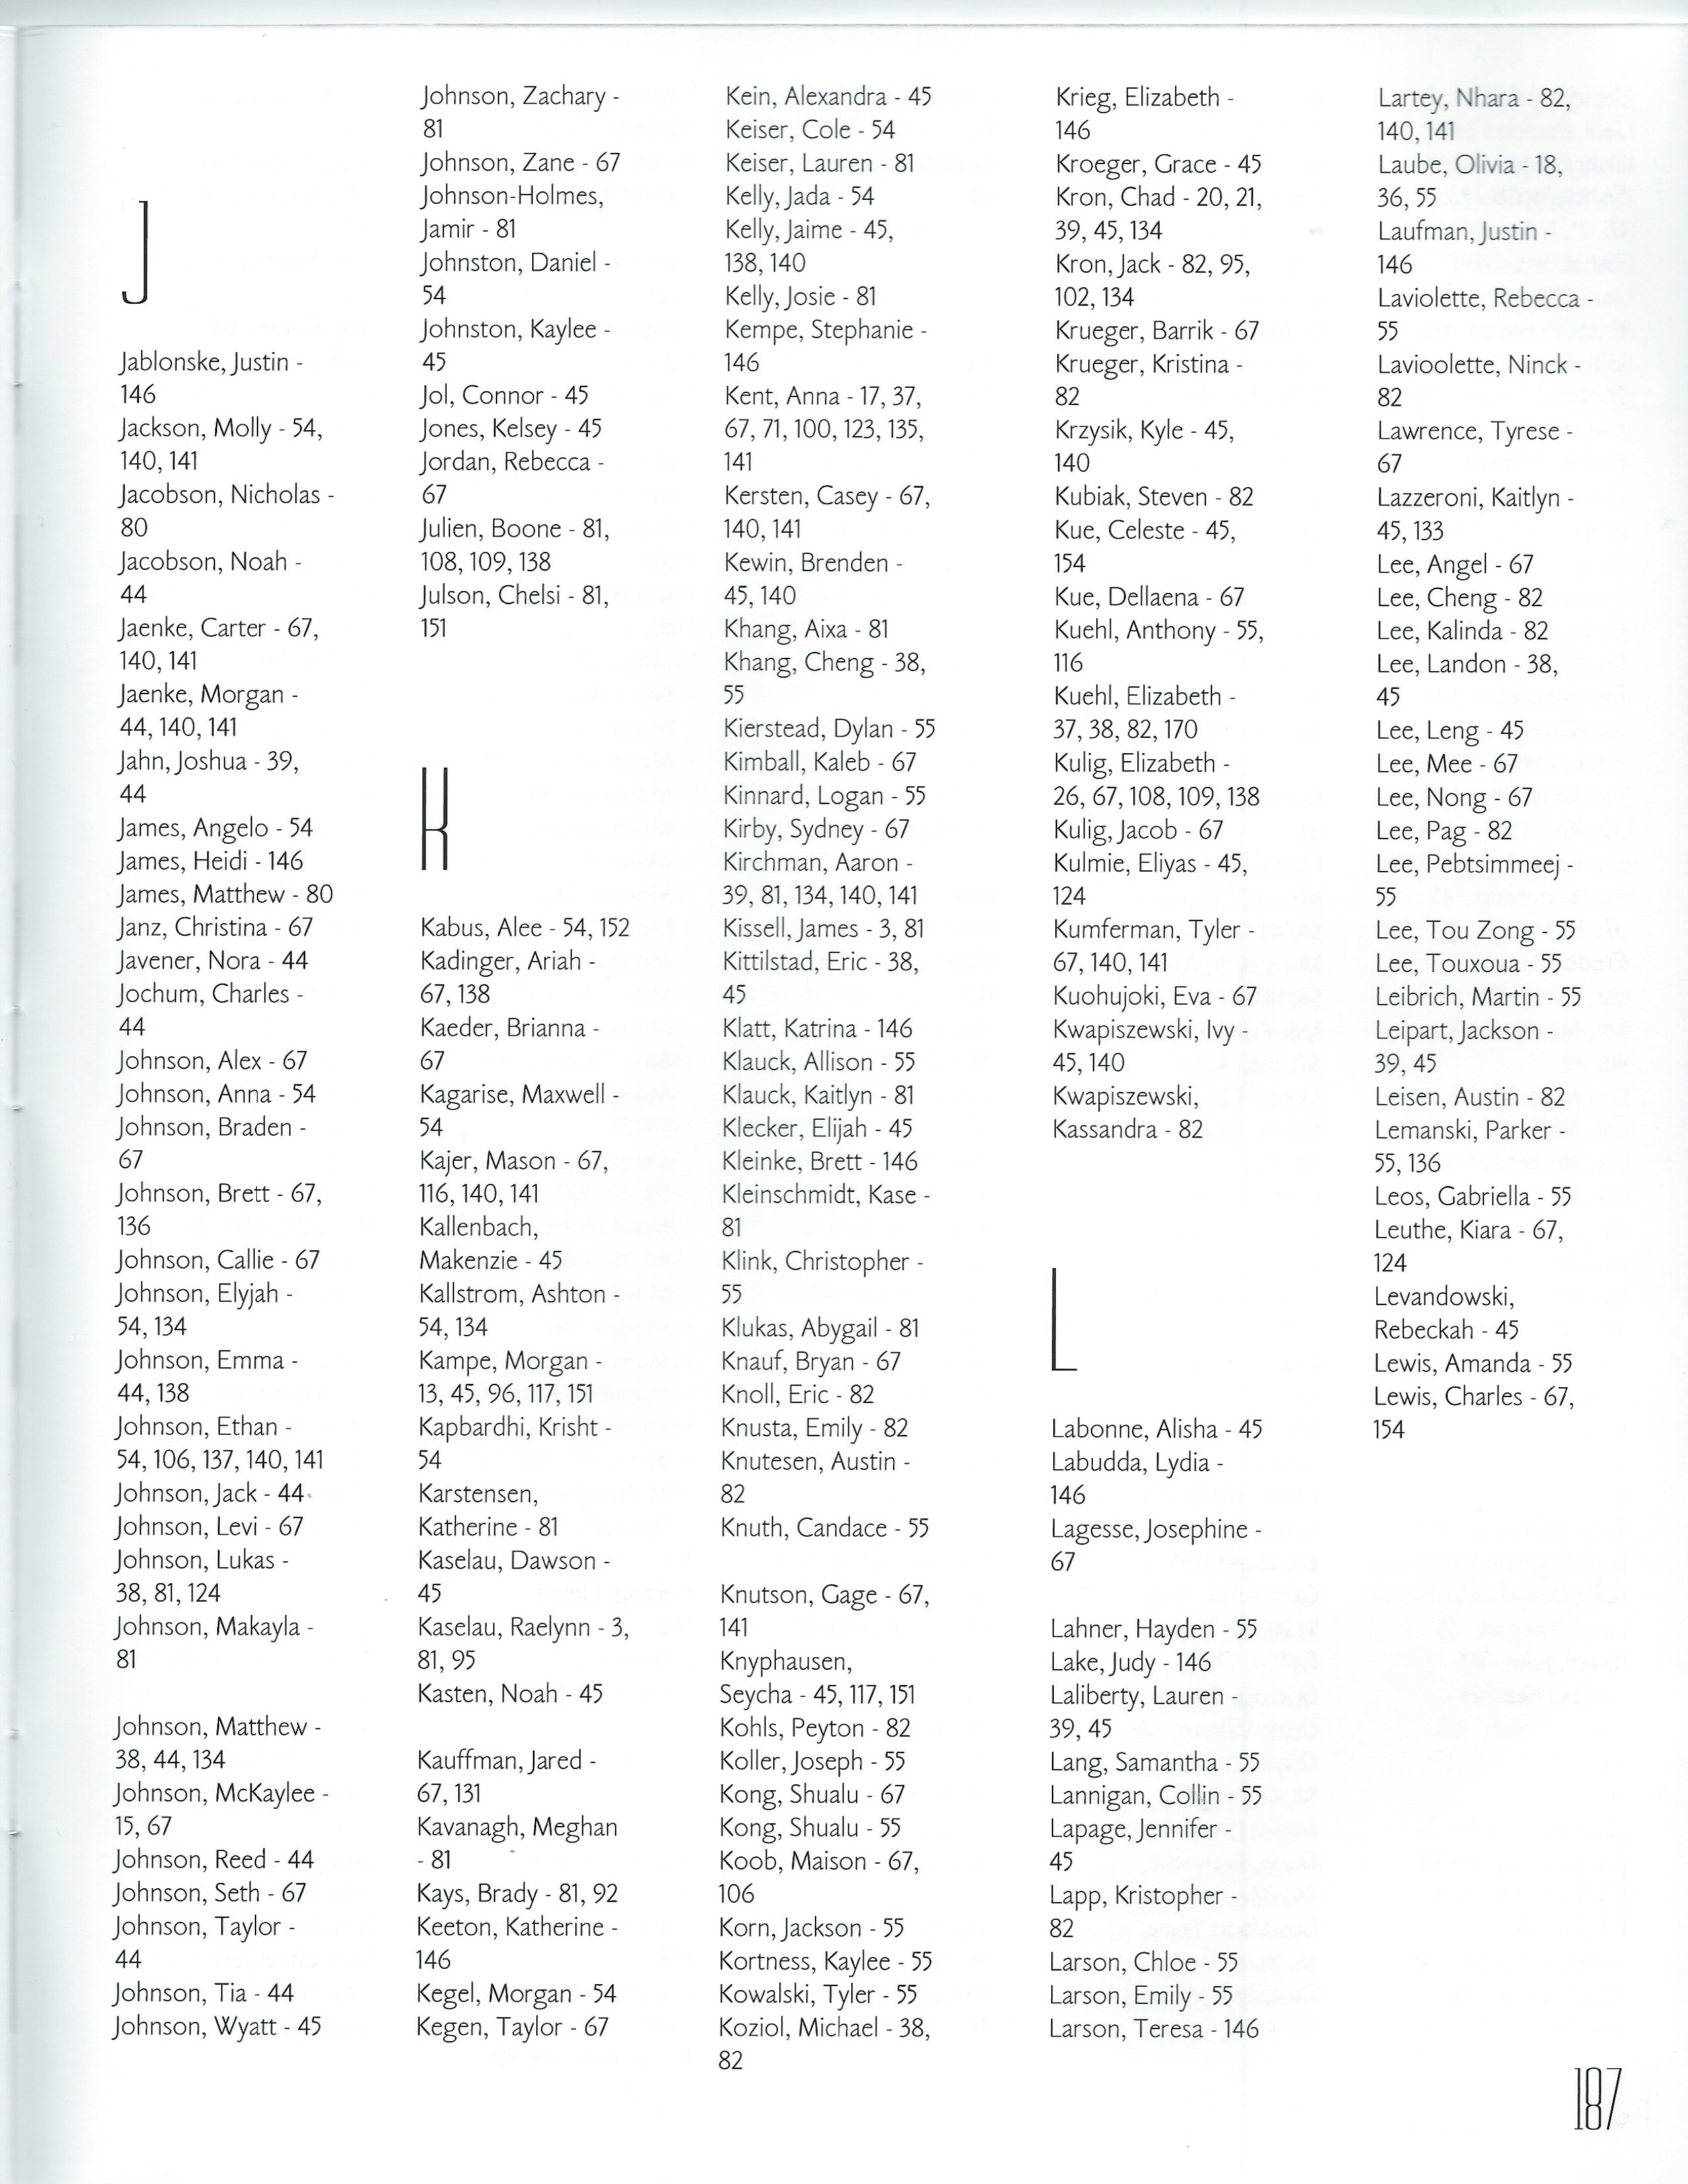 J
Jablonske, Justin -
146
Jackson, Molly - 54,
140, 141
Jacobson, Nicholas -
80
Jacobson, Noah -
44
Jaenke, Carter - 67,
140, 141
Jaenke, Morgan -
44, 140, 141
Jahn, Joshua - 39,
44
James, Angelo - 54
James, Heidi - 146
James, Matthew - 80
Janz, Christina - 67
Javener, Nora - 44
Jochum, Charles -
44
Johnson, Alex - 67
Johnson, Anna - 54
Johnson, Braden -
67
Johnson, Brett - 67,
136
Johnson, Callie - 67
Johnson, Elyjah -
54, 134
Johnson, Emma -
44, 138
Johnson, Ethan -
54, 106, 137, 140, 141
Johnson, Jack - 44
Johnson, Levi - 67
Johnson, Lukas -
38, 81, 124
Johnson, Makayla -
81
Johnson, Matthew -
38, 44, 134
Johnson, McKaylee -
15, 67
Johnson, Reed - 44
Johnson, Seth - 67
Johnson, Taylor -
44
Johnson, Tia - 44
Johnson, Wyatt - 45
Johnson, Zachary -
81
Johnson, Zane - 67
Johnson-Holmes,
Jamir - 81
Johnston, Daniel -
54
Johnston, Kaylee -
45
Jol, Connor - 45
Jones, Kelsey - 45
Jordan, Rebecca -
67
Julien, Boone - 81,
108, 109, 138
Julson, Chelsi - 81,
151
K
Kabus, Alee - 54, 152
Kadinger, Ariah -
67, 138
Kaeder, Brianna -
67
Kagarise, Maxwell -
54
Kajer, Mason - 67,
116, 140, 141
Kallenbach,
Makenzie - 45
Kallstrom, Ashton -
54, 134
Kampe, Morgan -
13, 45, 96, 117, 151
Kapbardhi, Krisht -
54
Karstensen,
Katherine - 81
Kaselau, Dawson -
45
Kaselau, Raelynn - 3,
81, 95
Kasten, Noah - 45
Kauffman, Jared -
67, 131
Kavanagh, Meghan
- 81
Kays, Brady - 81, 92
Keeton, Katherine -
146
Kegel, Morgan - 54
Kegen, Taylor - 67
Kein, Alexandra - 45
Keiser, Cole - 54
Keiser, Lauren - 81
Kelly, Jada - 54
Kelly, Jaime - 45,
138, 140
Kelly, Josie - 81
Kempe, Stephanie -
146
Kent, Anna - 17, 37,
67, 71, 100, 123, 135,
141
Kersten, Casey - 67,
140, 141
Kewin, Brenden -
45, 140
Khang, Aixa - 81
Khang, Cheng - 38,
55
Kierstead, Dylan - 55
Kimball, Kaleb - 67
Kinnard, Logan - 55
Kirby, Sydney - 67
Kirchman, Aaron -
39, 81, 134, 140, 141
Kissell, James - 3, 81
Kittilstad, Eric - 38,
45
Klatt, Katrina - 146
Klauck, Allison - 55
Klauck, Kaitlyn - 81
Klecker, Elijah - 45
Kleinke, Brett - 146
Kleinschmidt, Kase -
81
Klink, Christopher -
55
Klukas, Abygail - 81
Knauf, Bryan - 67
Knoll, Eric - 82
Knusta, Emily - 82
Knutesen, Austin -
82
Knuth, Candace - 55
Knutson, Gage - 67,
141
Knyphausen,
Seycha - 45, 117, 151
Kohls, Peyton - 82
Koller, Joseph - 55
Kong, Shualu - 67
Kong, Shualu - 55
Koob, Maison - 67,
106
Korn, Jackson - 55
Kortness, Kaylee - 55
Kowalski, Tyler - 55
Koziol, Michael - 38,
82
Krieg, Elizabeth -
146
Kroeger, Grace - 45
Kron, Chad - 20, 21,
39, 45, 134
Kron, Jack - 82, 95,
102, 134
Krueger, Barrik - 67
Krueger, Kristina -
82
Krzysik, Kyle - 45,
140
Kubiak, Steven - 82
Kue, Celeste - 45,
154
Kue, Dellaena - 67
Kuehl, Anthony - 55,
116
Kuehl, Elizabeth -
37, 38, 82, 170
Kulig, Elizabeth -
26, 67, 108, 109, 138
Kulig, Jacob - 67
Kulmie, Eliyas - 45,
124
Kumferman, Tyler -
67, 140, 141
Kuohujoki, Eva - 67
Kwapiszewski, Ivy -
45, 140
Kwapiszewski,
Kassandra - 82
L
Labonne, Alisha - 45
Labudda, Lydia -
146
Lagesse, Josephine -
67
Lahner, Hayden - 55
Lake, Judy - 146
Laliberty, Lauren -
39, 45
Lang, Samantha - 55
Lannigan, Collin - 55
Lapage, Jennifer -
45
Lapp, Kristopher -
82
Larson, Chloe - 55
Larson, Emily - 55
Larson, Teresa - 146
Lartey, Nhara - 82,
140, 141
Laube, Olivia - 18,
36, 55
Laufman, Justin -
146
Laviolette, Rebecca -
55
Lavioolette, Ninck -
82
Lawrence, Tyrese -
67
Lazzeroni, Kaitlyn -
45, 133
Lee, Angel - 67
Lee, Cheng - 82
Lee, Kalinda - 82
Lee, Landon - 38,
45
Lee, Leng - 45
Lee, Mee - 67
Lee, Nong - 67
Lee, Pag - 82
Lee, Pebtsimmeej -
55
Lee, Tou Zong - 55
Lee, Touxoua - 55
Leibrich, Martin - 55
Leipart, Jackson -
39, 45
Leisen, Austin - 82
Lemanski, Parker -
55, 136
Leos, Gabriella - 55
Leuthe, Kiara - 67,
124
Levandowski,
Rebeckah - 45
Lewis, Amanda - 55
Lewis, Charles - 67,
154
187